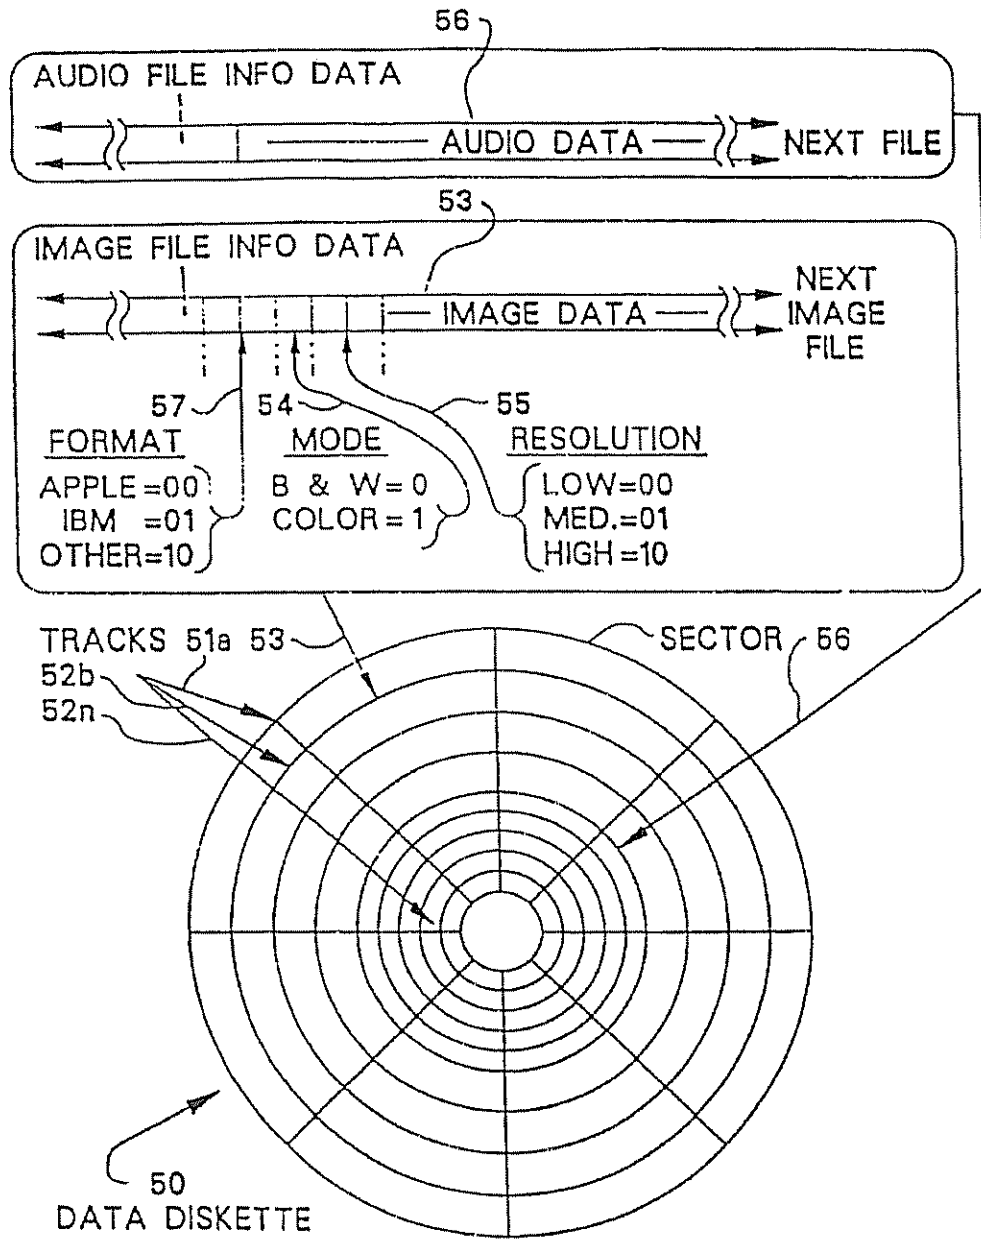 56
AUDIO FILE INFO DATA
AUDIO DATA
NEXT FILE
53
IMAGE FILE INFO DATA
IMAGE DATA
NEXT
IMAGE
FILE
57
54
55
FORMAT
APPLE=00
IBM =01
OTHER=10
MODE
B & W=0
COLOR=1
RESOLUTION
LOW=00
MED.=01
HIGH=10
TRACKS 51a
52b
52n
53
SECTOR
56
50
DATA DISKETTE